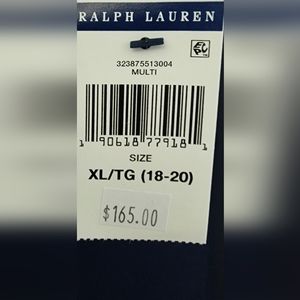 RALPH LAUREN
323875513004
MULTI
1 90618 77918 1
SIZE
XL/TG (18-20)
$165.00